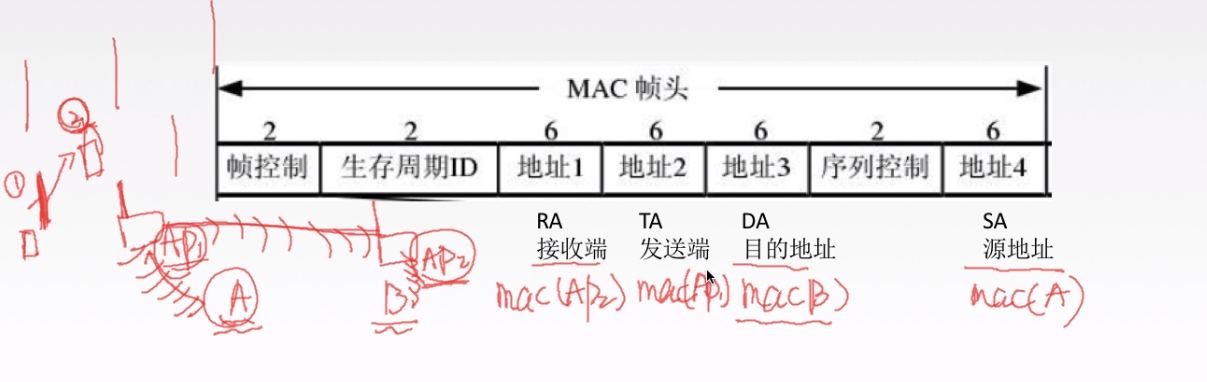 MAC 帧头
2 2 6 6 6 2 6
帧控制 生存周期ID 地址1 地址2 地址3 序列控制 地址4
RA TA DA SA
接收端 发送端 目的地址 源地址
mac(AP2) mac(AP1) mac(B) mac(A)
②
①
AP1
AP2
A
B